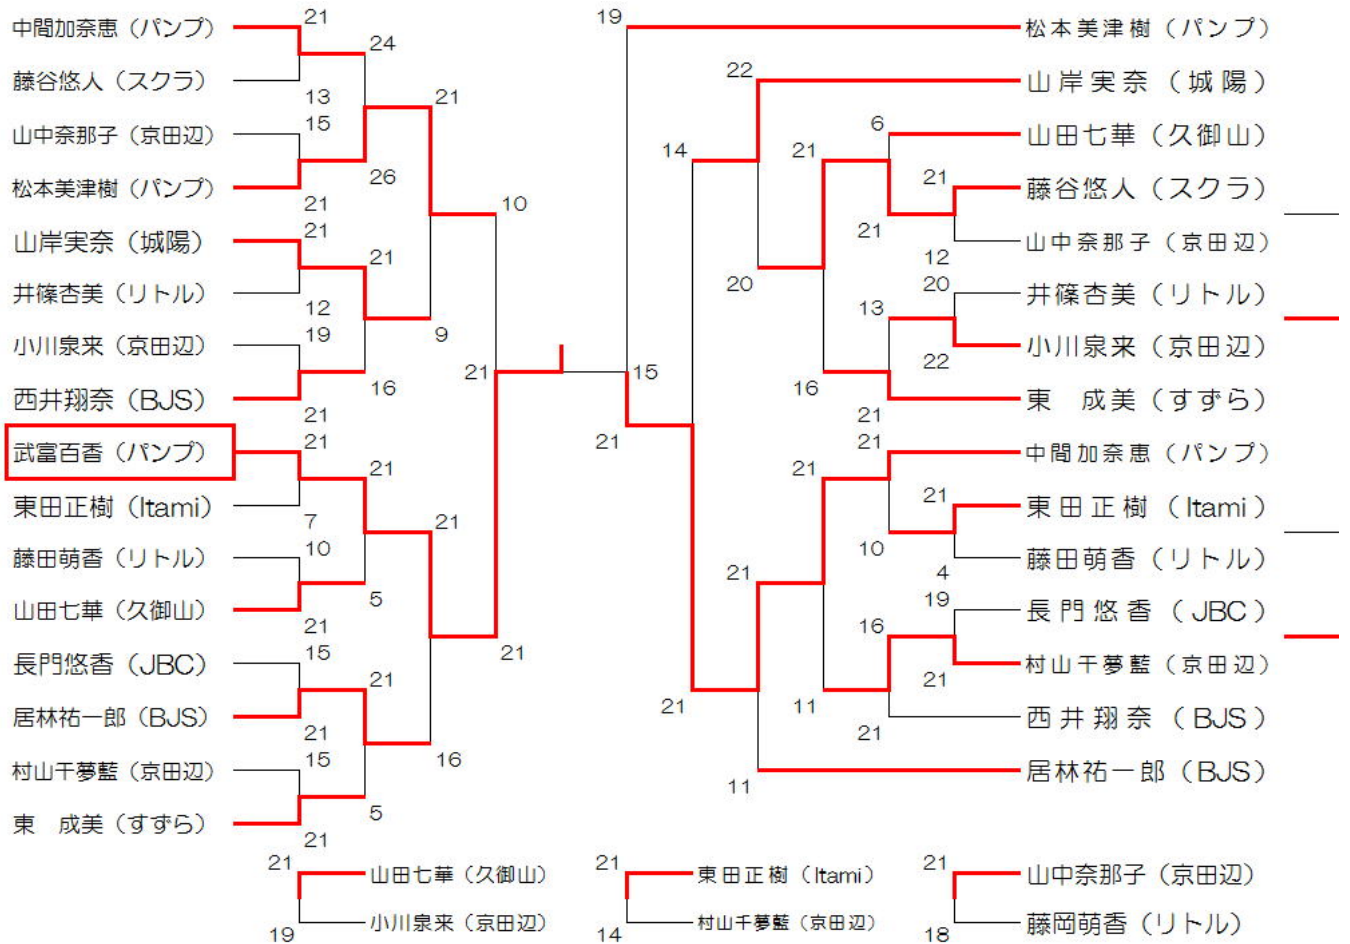 中間加奈恵（パンプ）
藤谷悠人（スクラ）
山中奈那子（京田辺）
松本美津樹（パンプ）
山岸実奈（城陽）
井篠杏美（リトル）
小川泉来（京田辺）
西井翔奈（BJS）
武富百香（パンプ）
東田正樹（Itami）
藤田萌香（リトル）
山田七華（久御山）
長門悠香（JBC）
居林祐一郎（BJS）
村山千夢藍（京田辺）
東　成美（すずら）
21
13
15
21
21
12
19
21
21
7
10
21
15
21
15
21
24
26
21
16
21
5
21
5
21
9
21
16
10
21
21
15
19
21
14
21
22
20
21
11
21
16
21
11
6
21
13
21
21
10
16
21
21
12
20
22
21
4
19
21
松本美津樹（パンプ）
山岸実奈（城陽）
山田七華（久御山）
藤谷悠人（スクラ）
山中奈那子（京田辺）
井篠杏美（リトル）
小川泉来（京田辺）
東　成美（すずら）
中間加奈恵（パンプ）
東田正樹（Itami）
藤田萌香（リトル）
長門悠香（JBC）
村山千夢藍（京田辺）
西井翔奈（BJS）
居林祐一郎（BJS）
21
山田七華（久御山）
19
小川泉来（京田辺）
21
東田正樹（Itami）
14
村山千夢藍（京田辺）
21
山中奈那子（京田辺）
18
藤岡萌香（リトル）